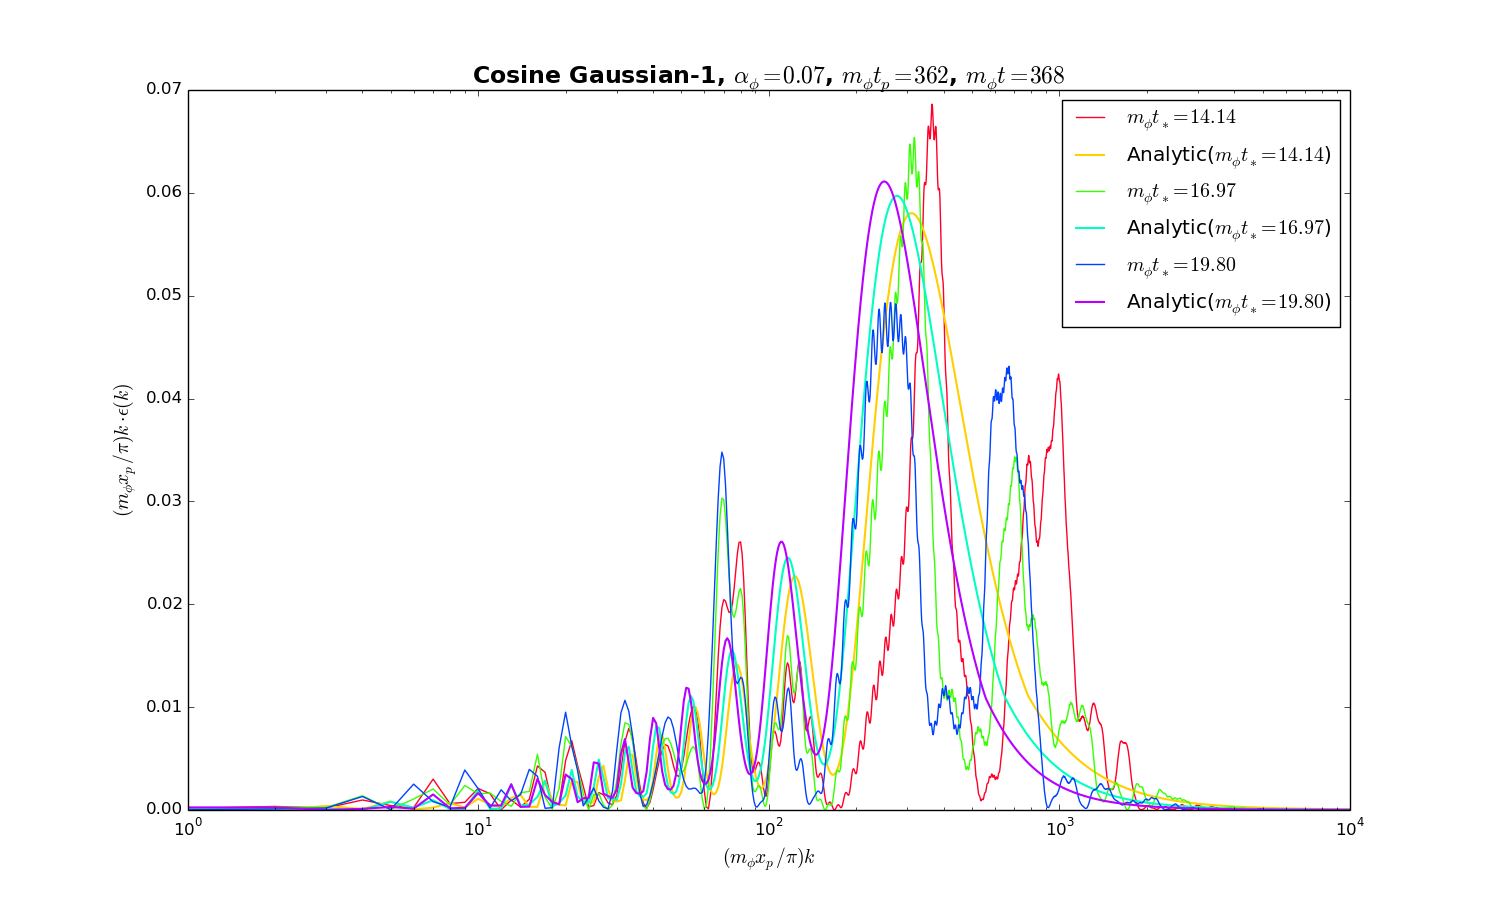 Cosine Gaussian-1, α_ϕ=0.07, m_ϕt_p=362, m_ϕt=368
0.07
0.06
0.05
0.04
0.03
0.02
0.01
0.00
(m_ϕx_p/π)k·ϵ(k)
m_ϕt_*=14.14
Analytic(m_ϕt_*=14.14)
m_ϕt_*=16.97
Analytic(m_ϕt_*=16.97)
m_ϕt_*=19.80
Analytic(m_ϕt_*=19.80)
10^0 10^1 10^2 10^3 10^4
(m_ϕx_p/π)k